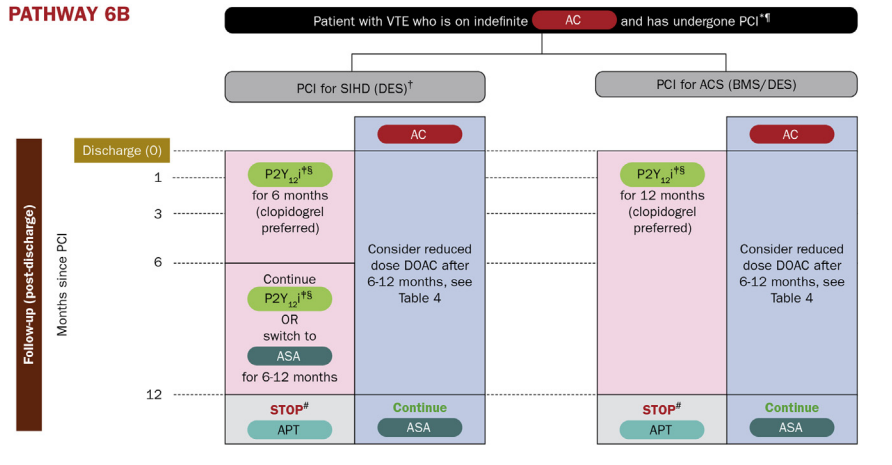 PATHWAY 6B
Patient with VTE who is on indefinite AC and has undergone PCI*¶
PCI for SIHD (DES)†
PCI for ACS (BMS/DES)
Follow-up (post-discharge)
Months since PCI
Discharge (0)
1
3
6
12
P2Y12i†§
for 6 months
(clopidogrel
preferred)
Continue
P2Y12i†§
OR
switch to
ASA
for 6-12 months
STOP#
APT
AC
Consider reduced
dose DOAC after
6-12 months, see
Table 4
Continue
ASA
P2Y12i†§
for 12 months
(clopidogrel
preferred)
STOP#
APT
AC
Consider reduced
dose DOAC after
6-12 months, see
Table 4
Continue
ASA